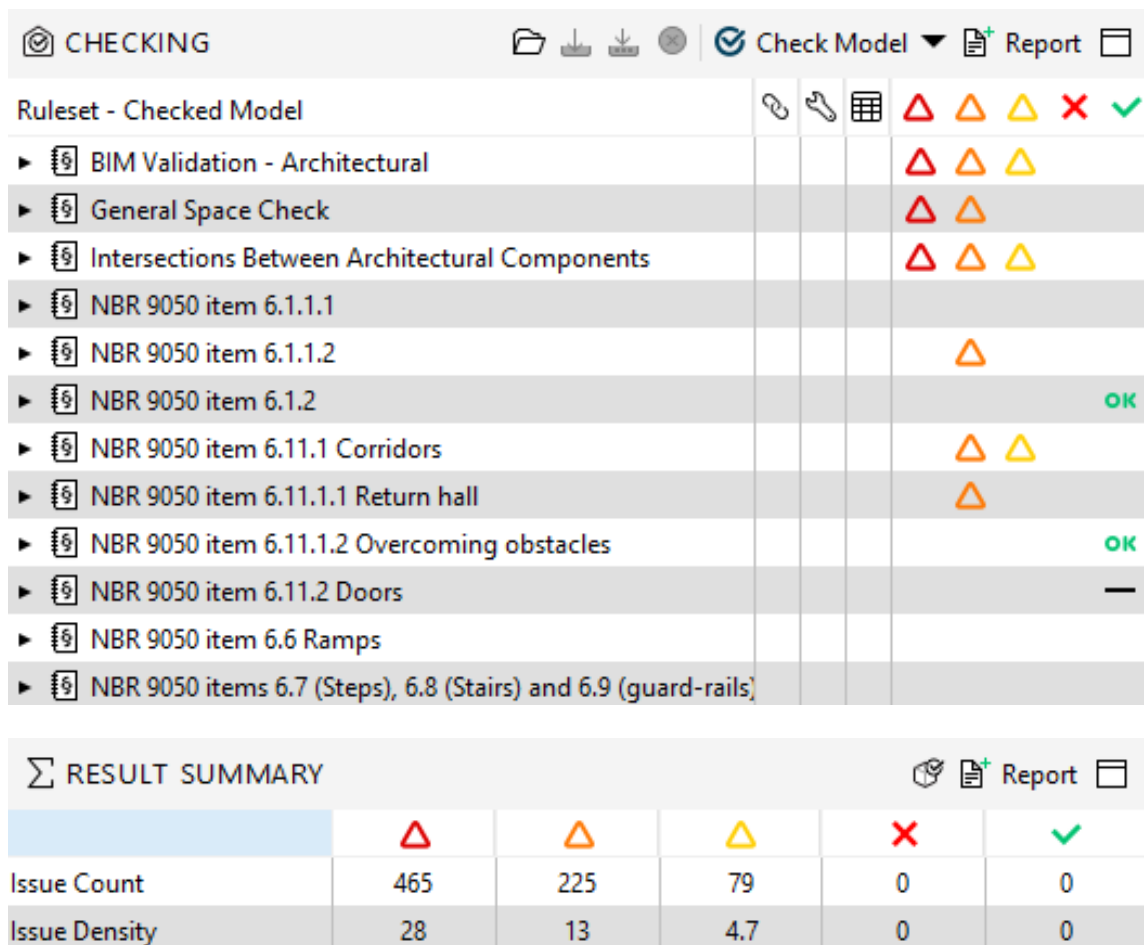 CHECKING Check Model Report
Ruleset - Checked Model
§ BIM Validation - Architectural
§ General Space Check
§ Intersections Between Architectural Components
§ NBR 9050 item 6.1.1.1
§ NBR 9050 item 6.1.1.2
§ NBR 9050 item 6.1.2 OK
§ NBR 9050 item 6.11.1 Corridors
§ NBR 9050 item 6.11.1.1 Return hall
§ NBR 9050 item 6.11.1.2 Overcoming obstacles OK
§ NBR 9050 item 6.11.2 Doors —
§ NBR 9050 item 6.6 Ramps
§ NBR 9050 items 6.7 (Steps), 6.8 (Stairs) and 6.9 (guard-rails)
∑ RESULT SUMMARY Report
Issue Count 465 225 79 0 0
Issue Density 28 13 4.7 0 0